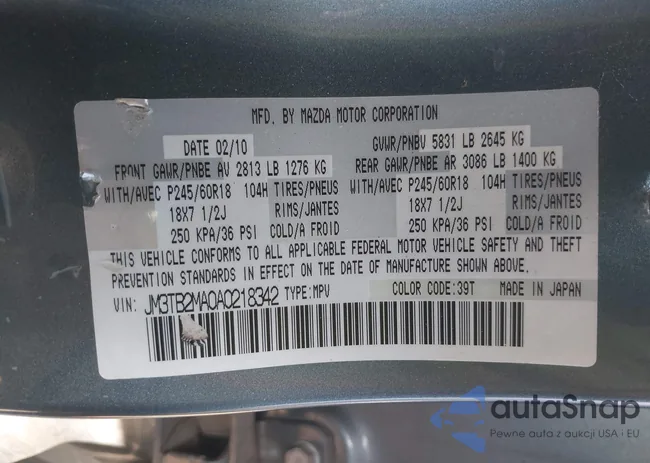 MFD. BY MAZDA MOTOR CORPORATION
DATE 02/10 GVWR/PNBV 5831 LB 2645 KG
FRONT GAWR/PNBE AV 2813 LB 1276 KG REAR GAWR/PNBE AR 3086 LB 1400 KG
WITH/AVEC P245/60R18 104H TIRES/PNEUS WITH/AVEC P245/60R18 104H TIRES/PNEUS
18X7 1/2J RIMS/JANTES 18X7 1/2J RIMS/JANTES
250 KPA/36 PSI COLD/A FROID 250 KPA/36 PSI COLD/A FROID
THIS VEHICLE CONFORMS TO ALL APPLICABLE FEDERAL MOTOR VEHICLE SAFETY AND THEFT
PREVENTION STANDARDS IN EFFECT ON THE DATE OF MANUFACTURE SHOWN ABOVE.
VIN: JM3TB2MA0A0218342 TYPE:MPV COLOR CODE:39T MADE IN JAPAN
autoSnap
Pewne auta z aukcji USA i EU